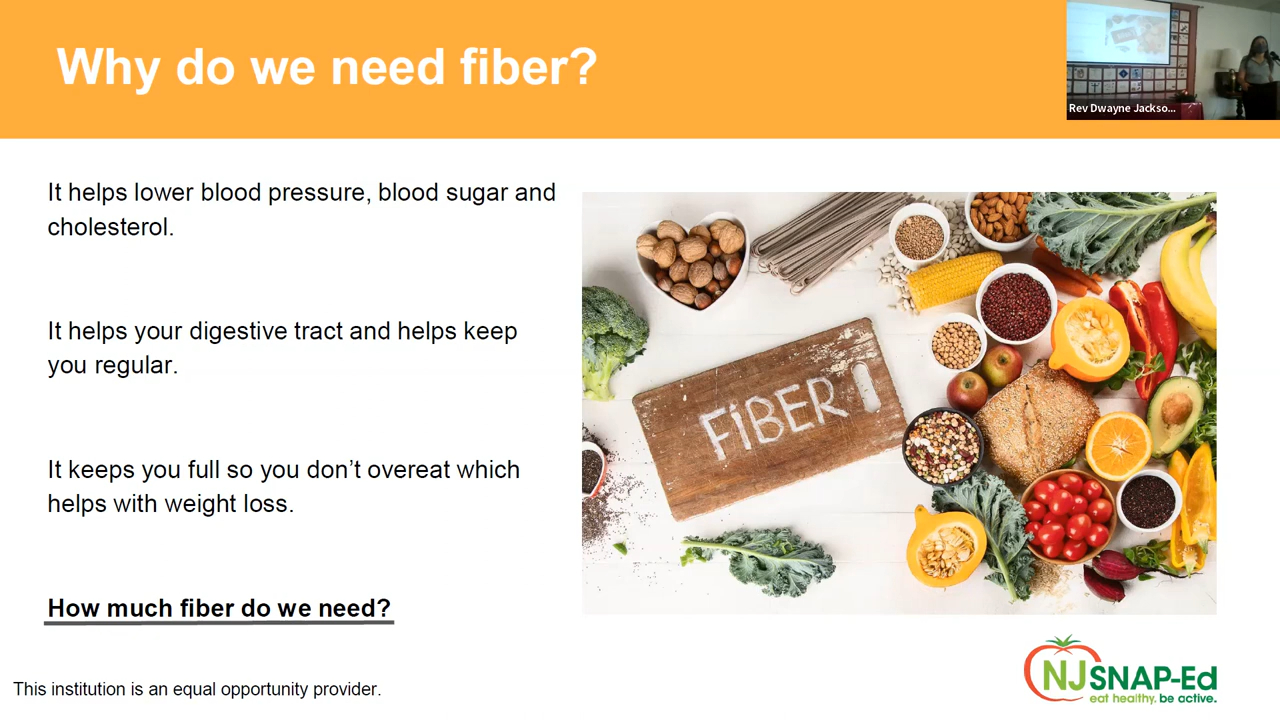 Why do we need fiber?
Rev Dwayne Jackso...
It helps lower blood pressure, blood sugar and
cholesterol.
It helps your digestive tract and helps keep
you regular.
It keeps you full so you don’t overeat which
helps with weight loss.
How much fiber do we need?
FiBER
This institution is an equal opportunity provider.
NJSNAP-Ed
eat healthy. be active.